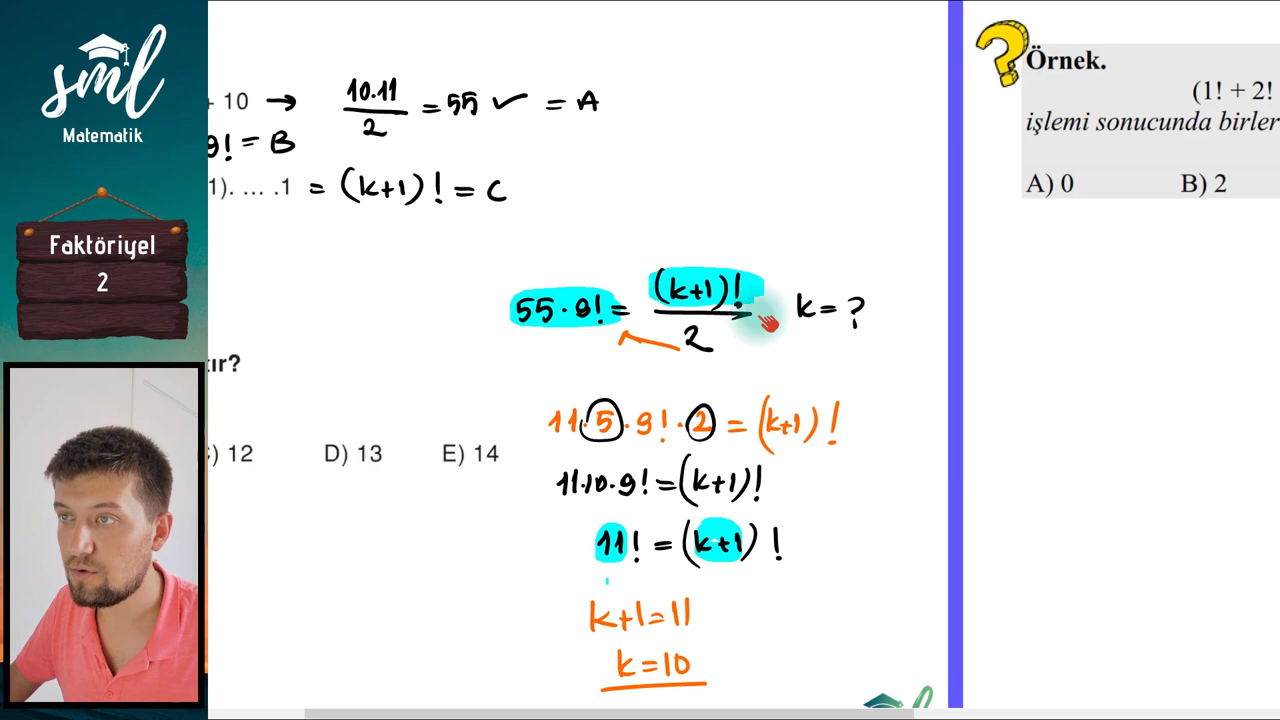 sml
Matematik
Faktöriyel
2
+ 10 → 10.11 / 2 = 55 ✓ = A
9! = B
1). ... .1 = (k+1)! = C
55·9! = (k+1)! / 2 k = ?
11·5·9!·2 = (k+1)!
11·10·9! = (k+1)!
11! = (k+1)!
k+1=11
k=10
ır?
C) 12 D) 13 E) 14
Örnek.
(1! + 2!
işlemi sonucunda birler
A) 0 B) 2